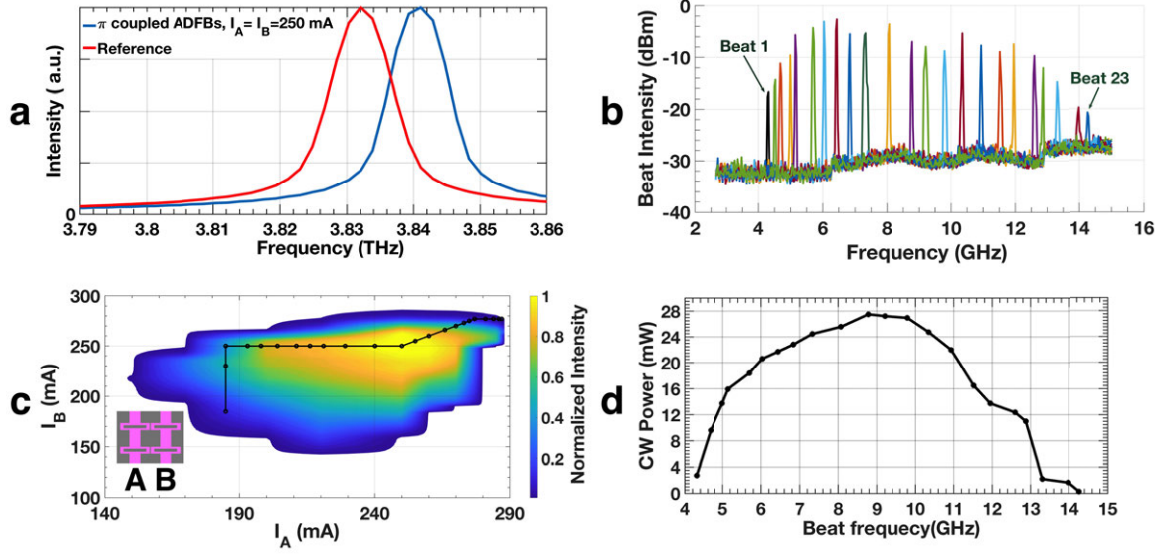 a
Intensity (a.u.)
π coupled ADFBs, I_A= I_B=250 mA
Reference
0
3.79 3.8 3.81 3.82 3.83 3.84 3.85 3.86
Frequency (THz)
b
Beat Intensity (dBm)
0
-10
-20
-30
-40
Beat 1
Beat 23
2 4 6 8 10 12 14 16
Frequency (GHz)
c
I_B (mA)
300
250
200
150
100
A B
140 190 240 290
I_A (mA)
1
0.8
0.6
0.4
0.2
Normalized Intensity
d
CW Power (mW)
28
24
20
16
12
8
4
0
4 5 6 7 8 9 10 11 12 13 14 15
Beat frequecy(GHz)